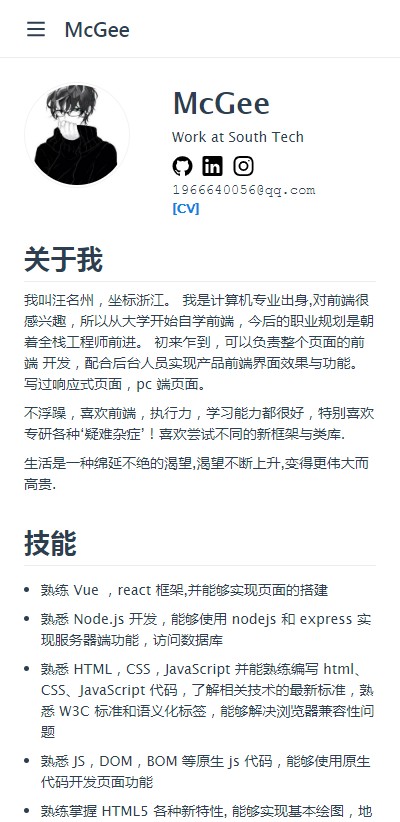 McGee
McGee
Work at South Tech
1966640056@qq.com
[CV]
关于我
我叫汪名州，坐标浙江。 我是计算机专业出身,对前端很
感兴趣，所以从大学开始自学前端，今后的职业规划是朝
着全栈工程师前进。 初来乍到，可以负责整个页面的前
端 开发，配合后台人员实现产品前端界面效果与功能。
写过响应式页面，pc 端页面。
不浮躁，喜欢前端，执行力，学习能力都很好，特别喜欢
专研各种‘疑难杂症’！喜欢尝试不同的新框架与类库.
生活是一种绵延不绝的渴望,渴望不断上升,变得更伟大而
高贵.
技能
• 熟练 Vue ，react 框架,并能够实现页面的搭建
• 熟悉 Node.js 开发，能够使用 nodejs 和 express 实
现服务器端功能，访问数据库
• 熟悉 HTML，CSS，JavaScript 并能熟练编写 html、
CSS、JavaScript 代码，了解相关技术的最新标准，熟
悉 W3C 标准和语义化标签，能够解决浏览器兼容性问
题
• 熟悉 JS，DOM，BOM 等原生 js 代码，能够使用原生
代码开发页面功能
• 熟练掌握 HTML5 各种新特性, 能够实现基本绘图，地